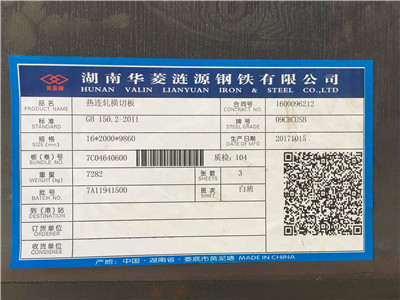 湖南华菱涟源钢铁有限公司
HUNAN VALIN LIANYUAN IRON & STEEL CO.,LTD
品名 PRODUCT NAME 热连轧横切板 合同号 CONTRACT NO. 1600096212
标准 STANDARD GB 150.2-2011 牌号 STEEL GRADE 09CRCUSB
规格 SIZE(mm) 16*2000*9860 生产日期 DATE OF MFG 20171015
板(卷)号 BUNDLE NO. 7C04640600 质检: 104
重量 WEIGHT(mm) 7282 张数 SHEETS 3
批号 BATCH NO. 7A11941500 班次 SHIFT 白班
到(港)站 DESTINATION
订货单位 ORDERER
收货单位 CONSIGNEE
产地:中国·湖南省·娄底市黄泥塘 MADE IN CHINA